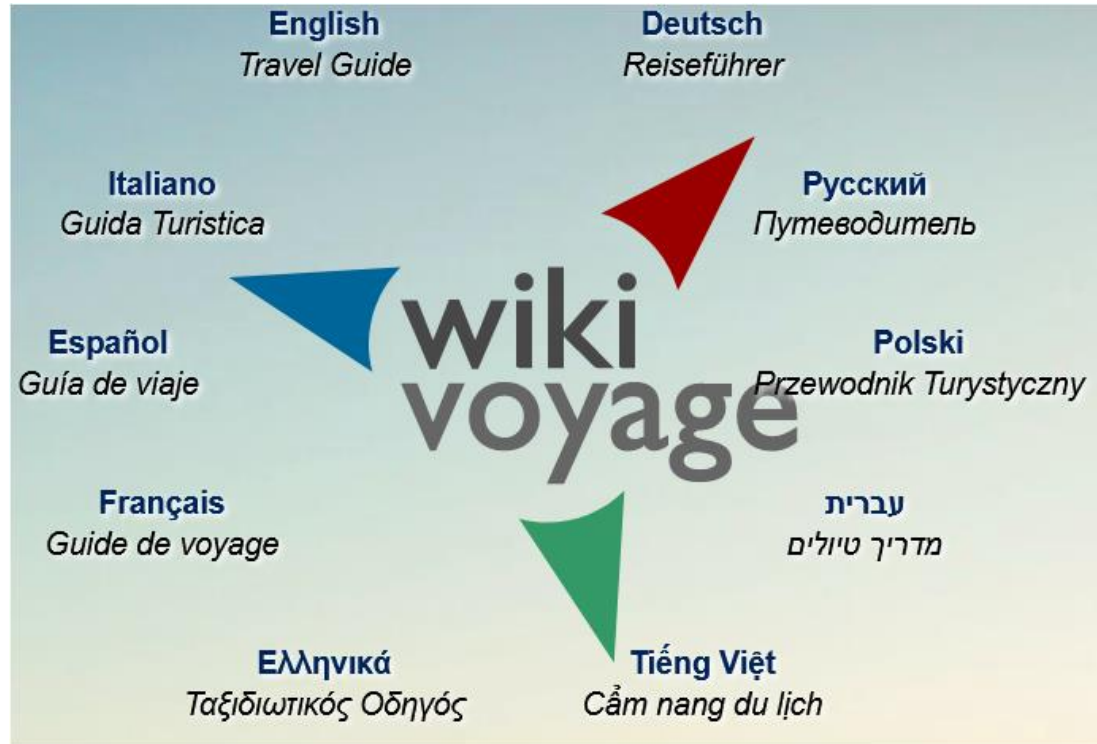 English
Travel Guide
Deutsch
Reiseführer
Italiano
Guida Turistica
Русский
Путеводитель
wiki
voyage
Español
Guía de viaje
Polski
Przewodnik Turystyczny
Français
Guide de voyage
עברית
מדריך טיולים
Ελληνικά
Ταξιδιωτικός Οδηγός
Tiếng Việt
Cẩm nang du lịch